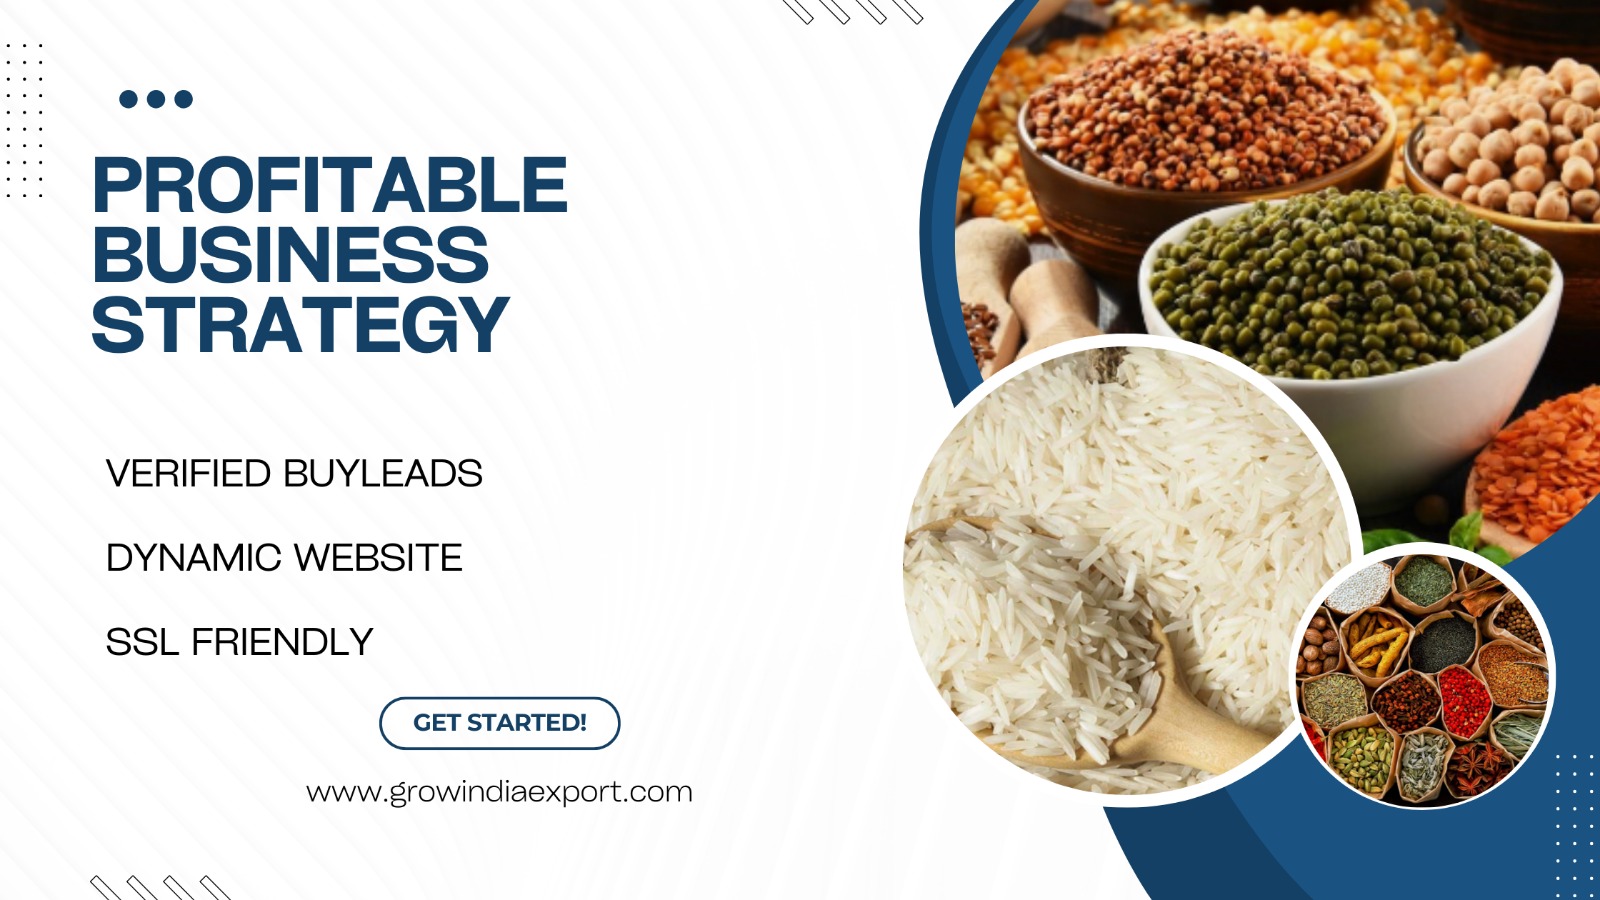 PROFITABLE
BUSINESS
STRATEGY
VERIFIED BUYLEADS
DYNAMIC WEBSITE
SSL FRIENDLY
GET STARTED!
www.growindiaexport.com